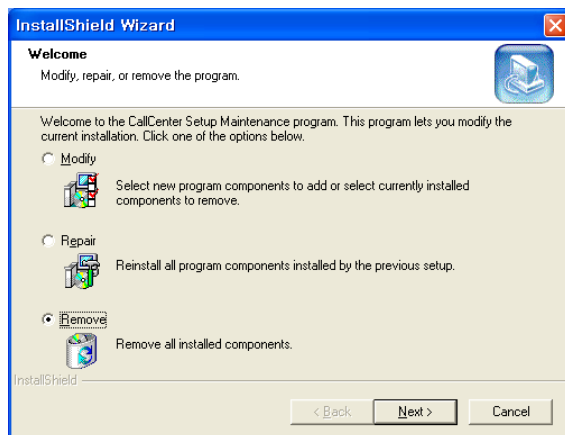 InstallShield Wizard
Welcome
Modify, repair, or remove the program.
Welcome to the CallCenter Setup Maintenance program. This program lets you modify the
current installation. Click one of the options below.
Modify
Select new program components to add or select currently installed
components to remove.
Repair
Reinstall all program components installed by the previous setup.
Remove
Remove all installed components.
InstallShield
< Back Next > Cancel